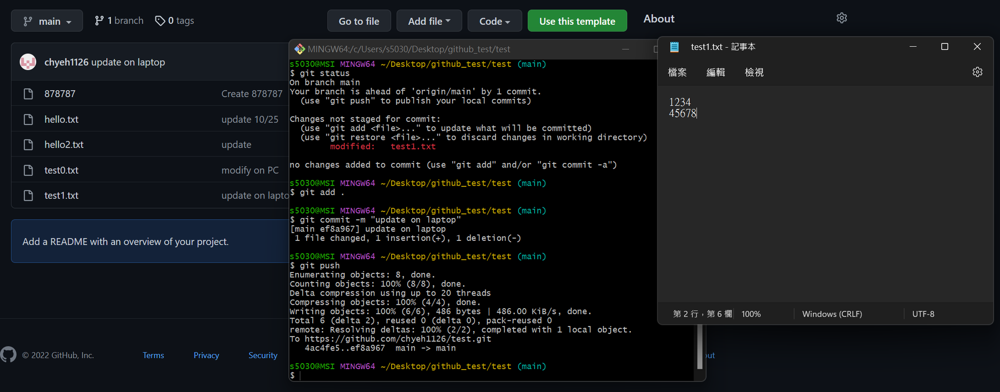 main
1 branch
0 tags
Go to file
Add file
Code
Use this template
About
chyeh1126 update on laptop
878787 Create 878787
hello.txt update 10/25
hello2.txt update
test0.txt modify on PC
test1.txt update on lapto
Add a README with an overview of your project.
© 2022 GitHub, Inc.
Terms
Privacy
Security
MINGW64:/c/Users/s5030/Desktop/github_test/test
s5030@MSI MINGW64 ~/Desktop/github_test/test (main)
$ git status
On branch main
Your branch is ahead of 'origin/main' by 1 commit.
(use "git push" to publish your local commits)
Changes not staged for commit:
(use "git add <file>..." to update what will be committed)
(use "git restore <file>..." to discard changes in working directory)
modified: test1.txt
no changes added to commit (use "git add" and/or "git commit -a")
s5030@MSI MINGW64 ~/Desktop/github_test/test (main)
$ git add .
s5030@MSI MINGW64 ~/Desktop/github_test/test (main)
$ git commit -m "update on laptop"
[main ef8a967] update on laptop
1 file changed, 1 insertion(+), 1 deletion(-)
s5030@MSI MINGW64 ~/Desktop/github_test/test (main)
$ git push
Enumerating objects: 8, done.
Counting objects: 100% (8/8), done.
Delta compression using up to 20 threads
Compressing objects: 100% (4/4), done.
Writing objects: 100% (6/6), 486 bytes | 486.00 KiB/s, done.
Total 6 (delta 2), reused 0 (delta 0), pack-reused 0
remote: Resolving deltas: 100% (2/2), completed with 1 local object.
To https://github.com/chyeh1126/test.git
4ac4fe5..ef8a967 main -> main
s5030@MSI MINGW64 ~/Desktop/github_test/test (main)
$
test1.txt - 記事本
檔案 編輯 檢視
1234
45678
第 2 行，第 6 欄 100% Windows (CRLF) UTF-8
out